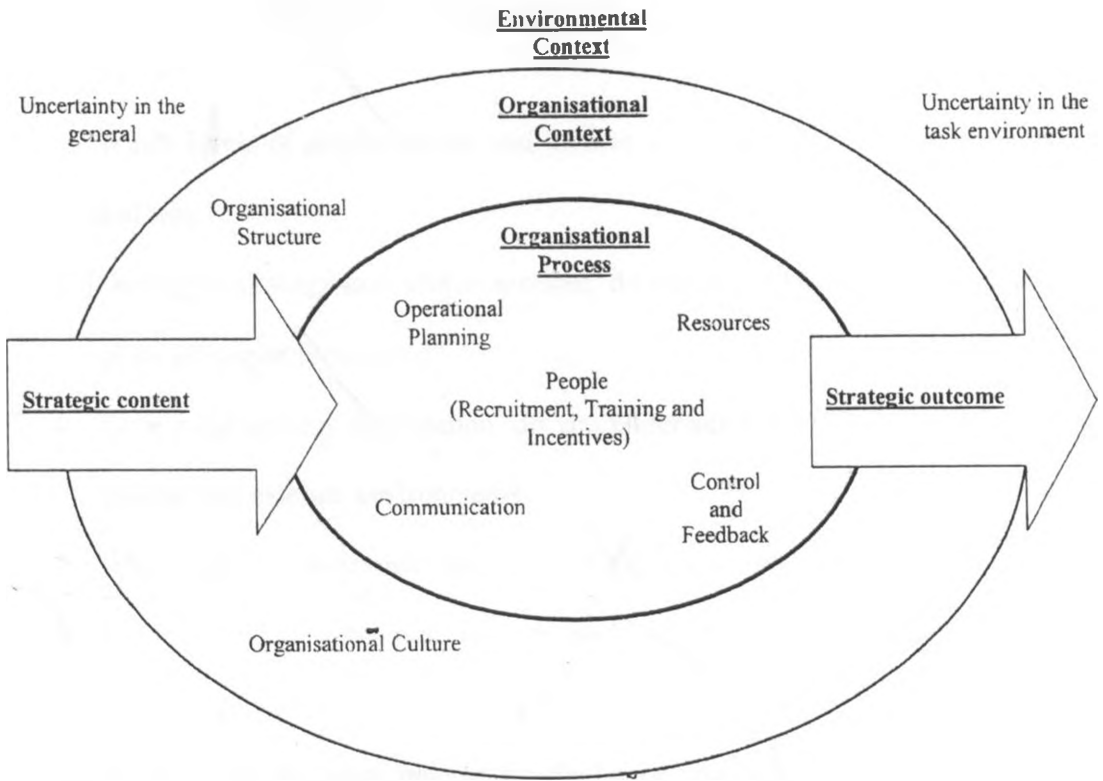 Environmental
Context
Uncertainty in the
general
Organisational
Context
Uncertainty in the
task environment
Organisational
Structure
Organisational
Process
Operational
Planning
Resources
Strategic content
People
(Recruitment, Training and
Incentives)
Strategic outcome
Communication
Control
and
Feedback
Organisational Culture